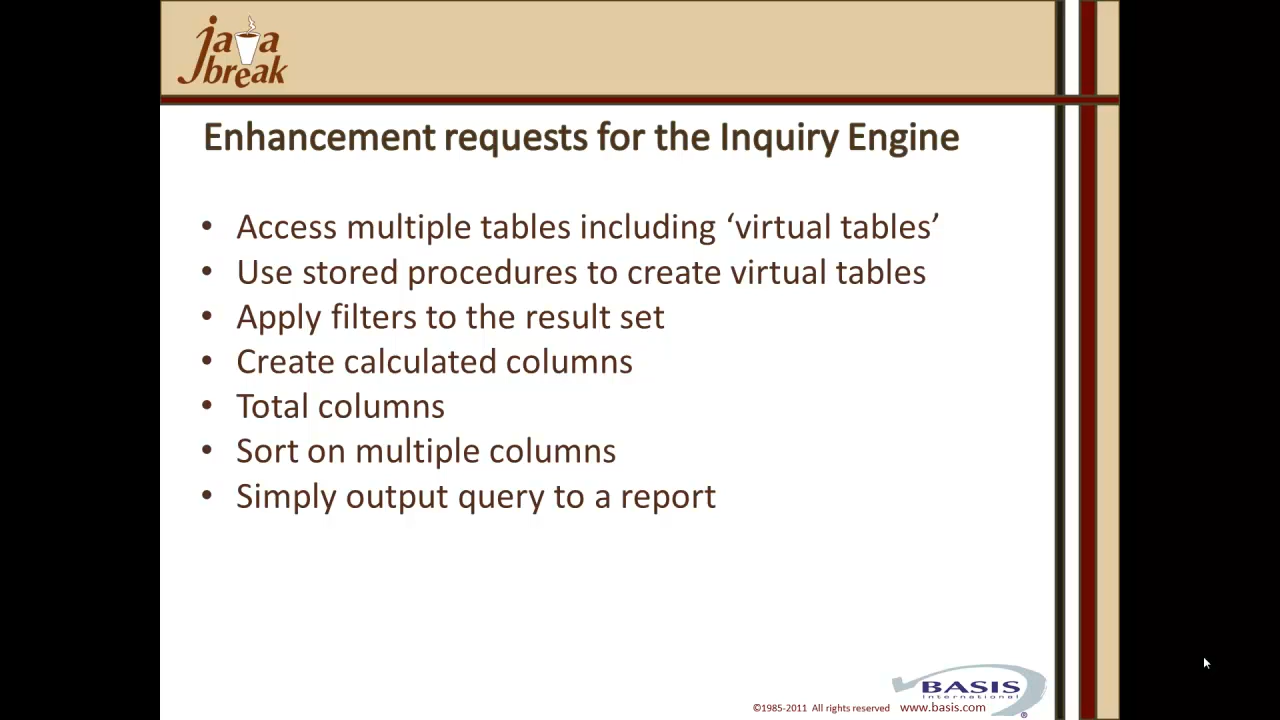 java
break
Enhancement requests for the Inquiry Engine
• Access multiple tables including ‘virtual tables’
• Use stored procedures to create virtual tables
• Apply filters to the result set
• Create calculated columns
• Total columns
• Sort on multiple columns
• Simply output query to a report
BASIS
International
®
©1985-2011 All rights reserved www.basis.com